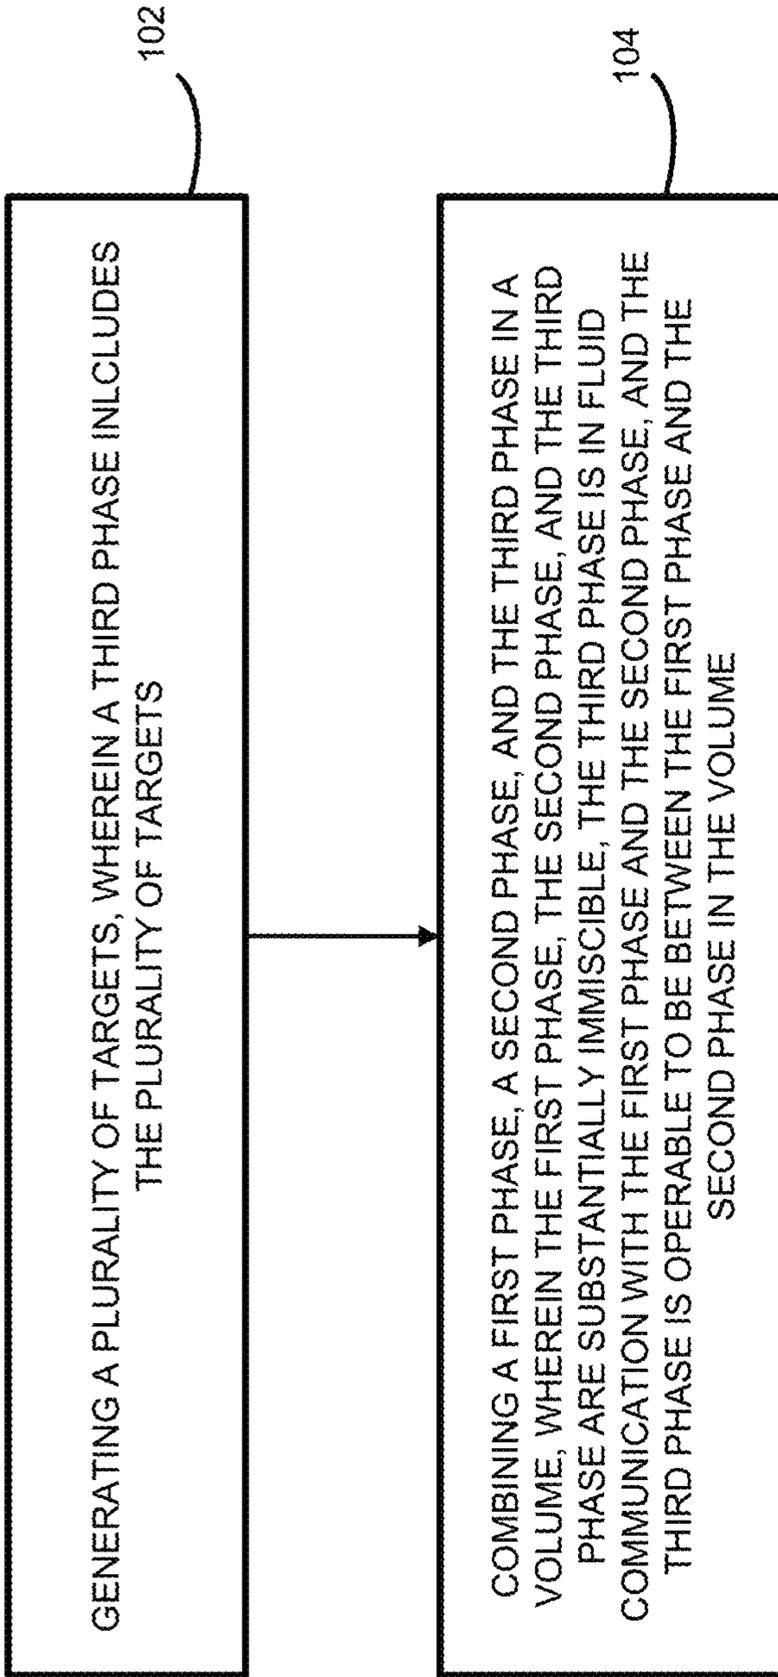 GENERATING A PLURALITY OF TARGETS, WHEREIN A THIRD PHASE INLCLUDES
THE PLURALITY OF TARGETS
102
COMBINING A FIRST PHASE, A SECOND PHASE, AND THE THIRD PHASE IN A
VOLUME, WHEREIN THE FIRST PHASE, THE SECOND PHASE, AND THE THIRD
PHASE ARE SUBSTANTIALLY IMMISCIBLE, THE THIRD PHASE IS IN FLUID
COMMUNICATION WITH THE FIRST PHASE AND THE SECOND PHASE, AND THE
THIRD PHASE IS OPERABLE TO BE BETWEEN THE FIRST PHASE AND THE
SECOND PHASE IN THE VOLUME
104